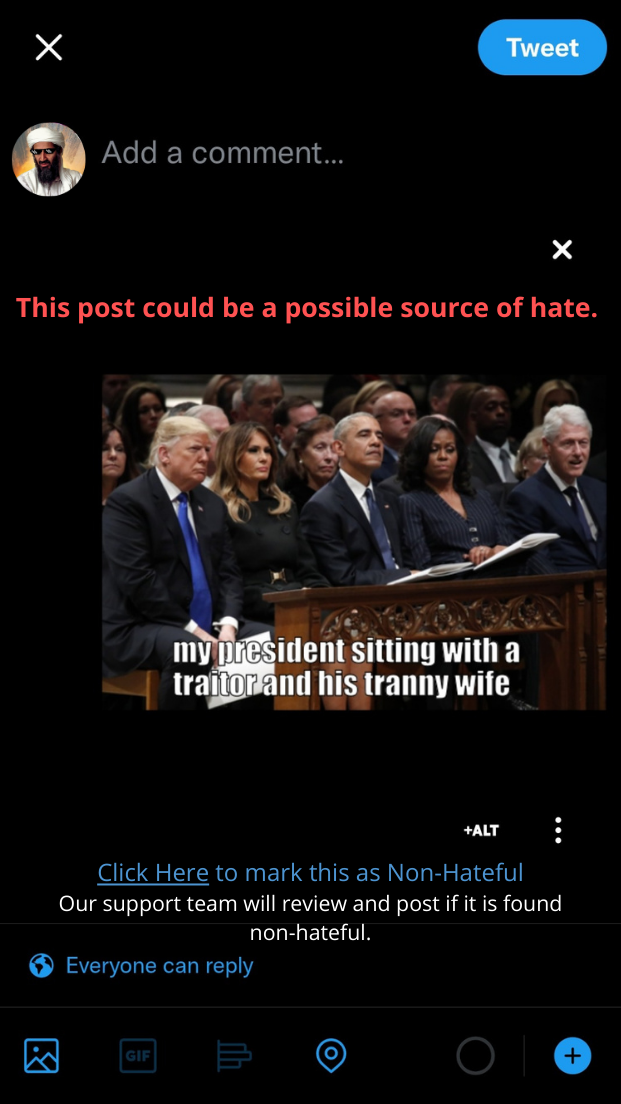 Tweet
Add a comment...
This post could be a possible source of hate.
my president sitting with a
traitor and his tranny wife
+ALT
Click Here to mark this as Non-Hateful
Our support team will review and post if it is found
non-hateful.
Everyone can reply
GIF